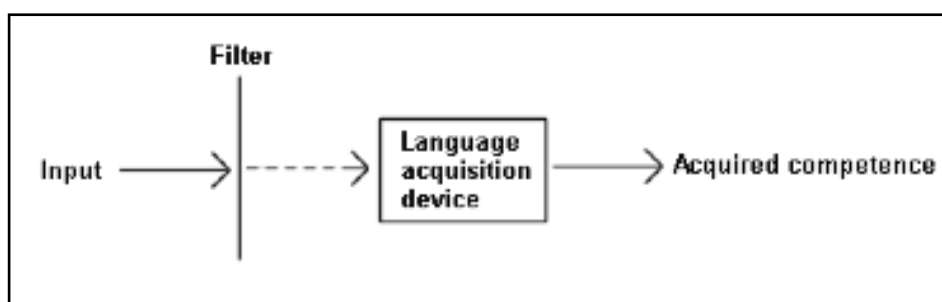 Filter
Input
Language
acquisition
device
Acquired competence